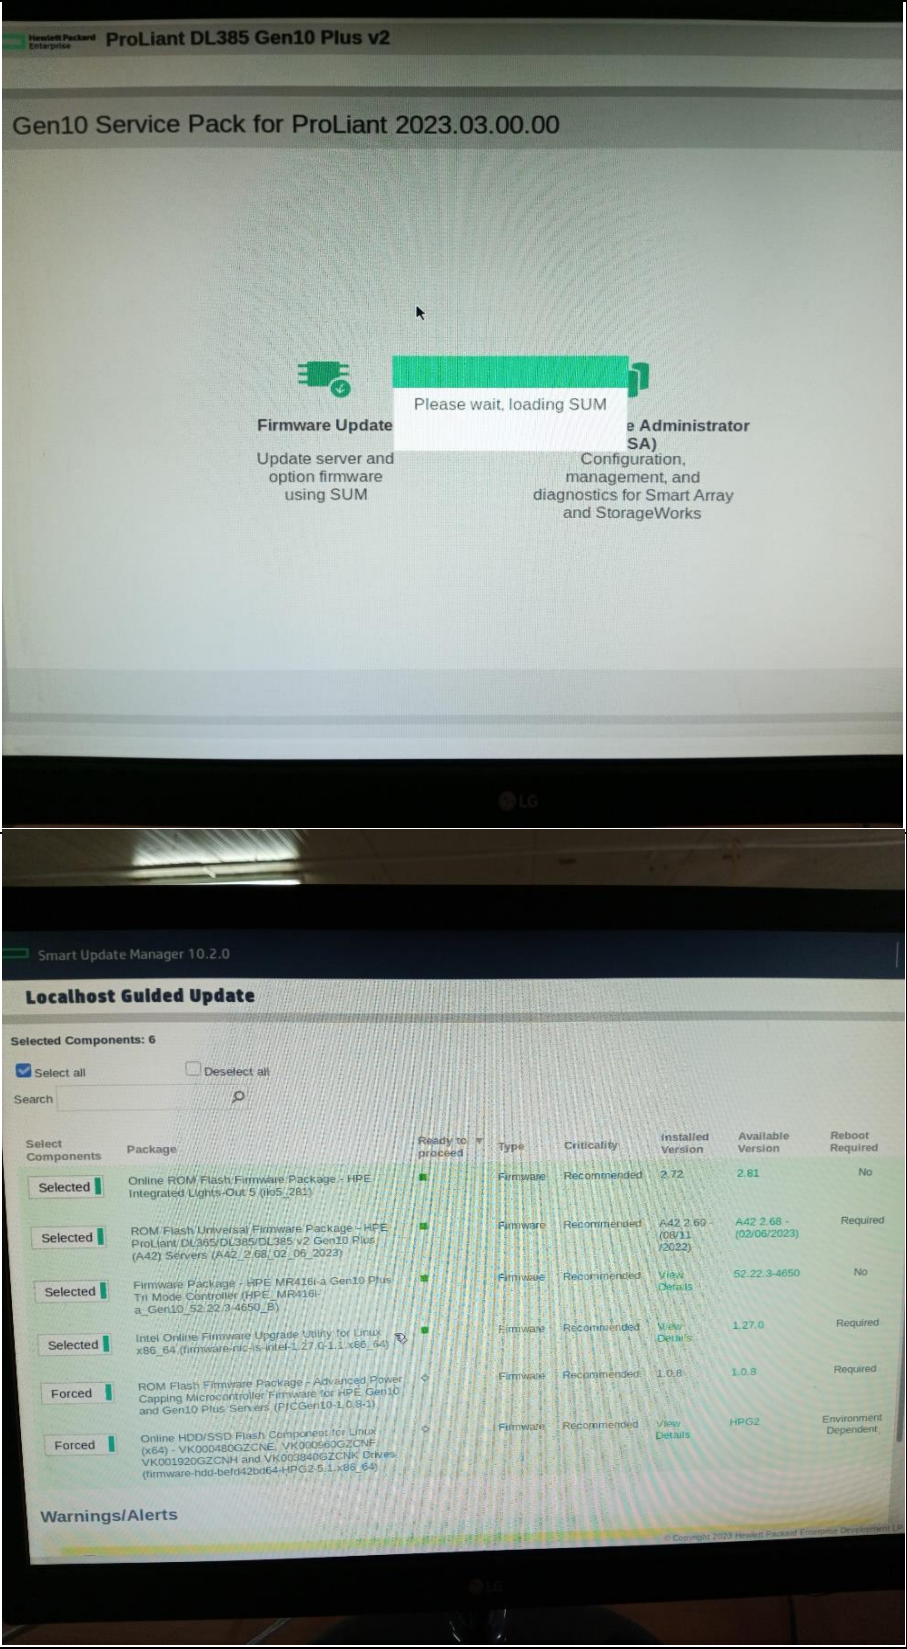 Hewlett Packard
Enterprise
ProLiant DL385 Gen10 Plus v2
Gen10 Service Pack for ProLiant 2023.03.00.00
Please wait, loading SUM
Firmware Update
e Administrator
SA)
Update server and
option firmware
using SUM
Configuration,
management, and
diagnostics for Smart Array
and StorageWorks
LG
Smart Update Manager 10.2.0
Localhost Guided Update
Selected Components: 6
Select all
Deselect all
Search
Select
Components
Package
Ready to
proceed
Type
Criticality
Installed
Version
Available
Version
Reboot
Required
Selected
Online ROM Flash Firmware Package - HPE
Integrated Lights-Out 5 (ilo5_281)
Firmware
Recommended
2.72
2.81
No
Selected
ROM Flash Universal Firmware Package - HPE
ProLiant DL365/DL385/DL385 v2 Gen10 Plus
(A42) Servers (A42_2.68_02_06_2023)
Firmware
Recommended
A42 2.60 -
(08/11
/2022)
A42 2.68 -
(02/06/2023)
Required
Selected
Firmware Package - HPE MR416i-a Gen10 Plus
Tri Mode Controller (HPE_MR416i-
a_Gen10_52.22.3-4650_B)
Firmware
Recommended
View
Details
52.22.3-4650
No
Selected
Intel Online Firmware Upgrade Utility for Linux
x86_64 (firmware-nic-is-intel-1.27.0-1.1.x86_64)
Firmware
Recommended
View
Details
1.27.0
Required
Forced
ROM Flash Firmware Package - Advanced Power
Capping Microcontroller Firmware for HPE Gen10
and Gen10 Plus Servers (PICGen10-1.0.8-1)
Firmware
Recommended
1.0.8
1.0.8
Required
Forced
Online HDD/SSD Flash Component for Linux
(x64) - VK000480GZCNE, VK000960GZCNF,
VK001920GZCNH and VK003840GZCNK Drives
(firmware-hdd-befd42bd64-HPG2-5.1.x86_64)
Firmware
Recommended
View
Details
HPG2
Environment
Dependent
Warnings/Alerts
© Copyright 2023 Hewlett Packard Enterprise Development LP
LG